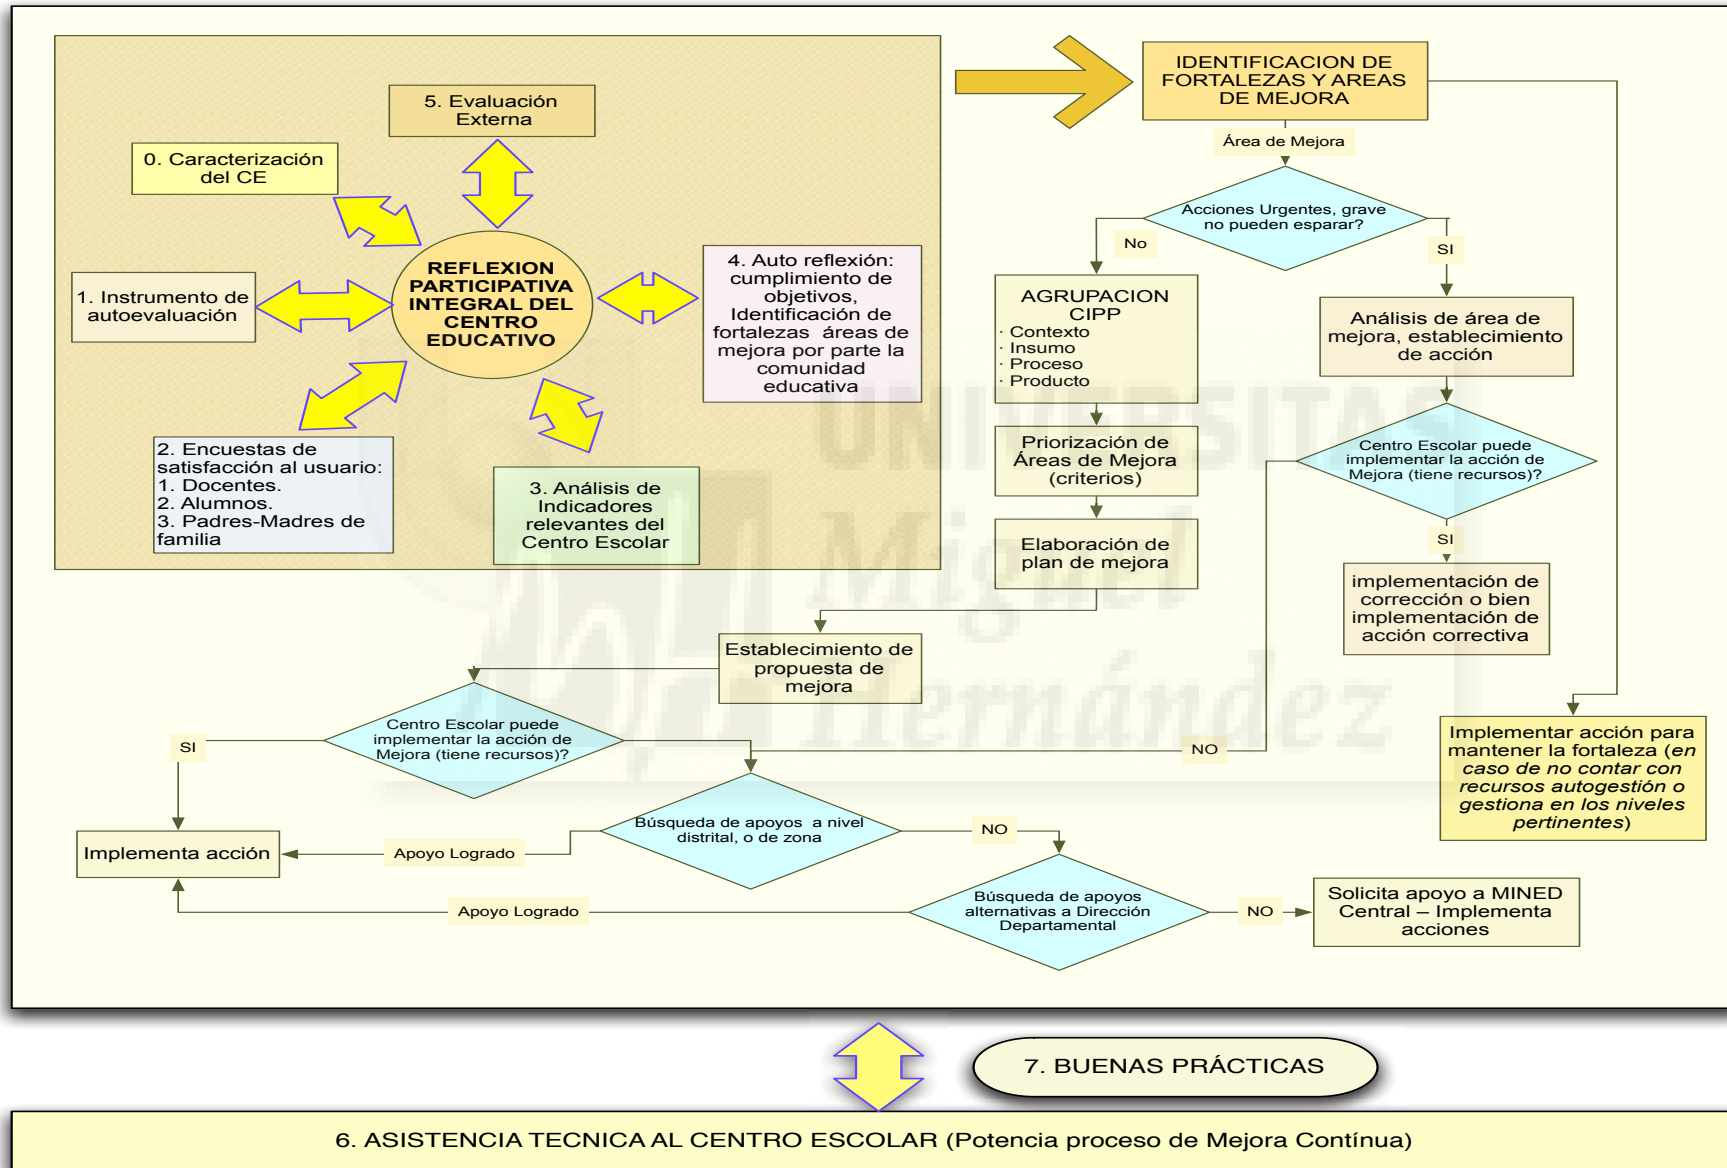 5. Evaluación
Externa
0. Caracterización
del CE
1. Instrumento de
autoevaluación
REFLEXION
PARTICIPATIVA
INTEGRAL DEL
CENTRO
EDUCATIVO
4. Auto reflexión:
cumplimiento de
objetivos,
Identificación de
fortalezas áreas de
mejora por parte la
comunidad
educativa
2. Encuestas de
satisfacción al usuario:
1. Docentes.
2. Alumnos.
3. Padres-Madres de
familia
3. Análisis de
Indicadores
relevantes del
Centro Escolar
IDENTIFICACION DE
FORTALEZAS Y AREAS
DE MEJORA
Área de Mejora
Acciones Urgentes, grave
no pueden esparar?
No
SI
AGRUPACION
CIPP
· Contexto
· Insumo
· Proceso
· Producto
Análisis de área de
mejora, establecimiento
de acción
Priorización de
Áreas de Mejora
(criterios)
Centro Escolar puede
implementar la acción de
Mejora (tiene recursos)?
SI
Elaboración de
plan de mejora
implementación de
corrección o bien
implementación de
acción correctiva
Establecimiento de
propuesta de
mejora
Centro Escolar puede
implementar la acción de
Mejora (tiene recursos)?
SI
NO
Implementar acción para
mantener la fortaleza (en
caso de no contar con
recursos autogestión o
gestiona en los niveles
pertinentes)
Búsqueda de apoyos a nivel
distrital, o de zona
NO
Implementa acción
Apoyo Logrado
Búsqueda de apoyos
alternativas a Dirección
Departamental
Apoyo Logrado
NO
Solicita apoyo a MINED
Central – Implementa
acciones
UNIVERSITAS
Miguel
Hernández
7. BUENAS PRÁCTICAS
6. ASISTENCIA TECNICA AL CENTRO ESCOLAR (Potencia proceso de Mejora Contínua)